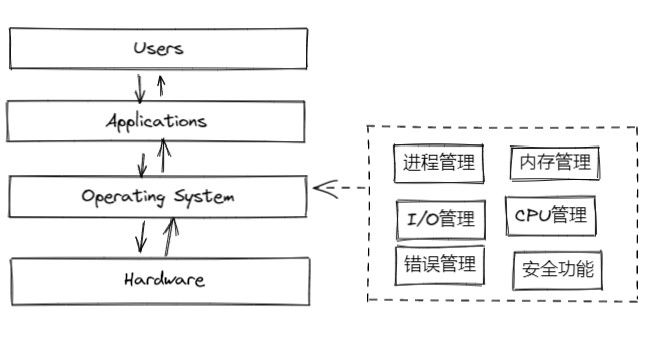 Users
Applications
Operating System
Hardware
进程管理
内存管理
I/O管理
CPU管理
错误管理
安全功能